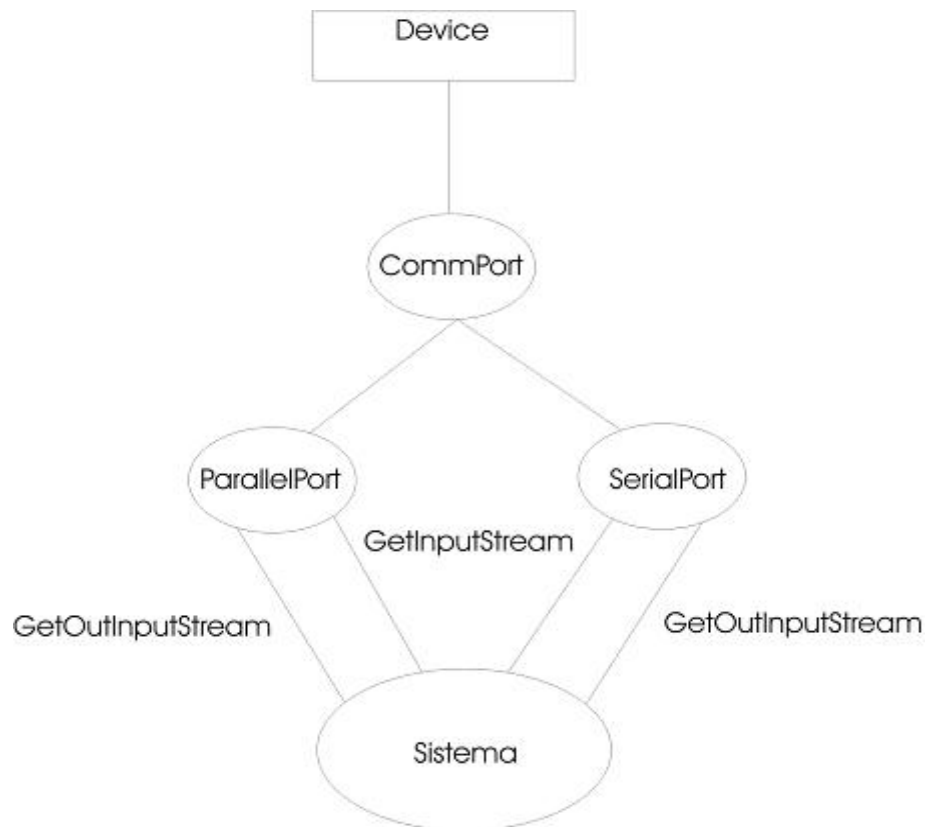 Device
CommPort
ParallelPort
SerialPort
GetInputStream
GetOutInputStream
GetOutInputStream
Sistema